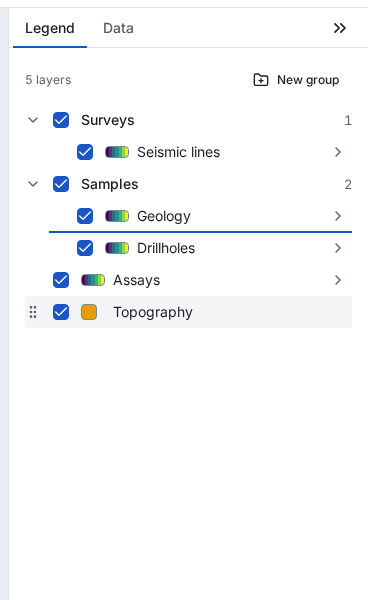 Legend Data
5 layers New group
Surveys 1
Seismic lines
Samples 2
Geology
Drillholes
Assays
Topography